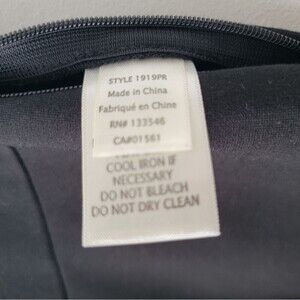 STYLE 1919PR
Made in China
Fabriqué en Chine
RN# 133546
CA#01561
COOL IRON IF
NECESSARY
DO NOT BLEACH
DO NOT DRY CLEAN